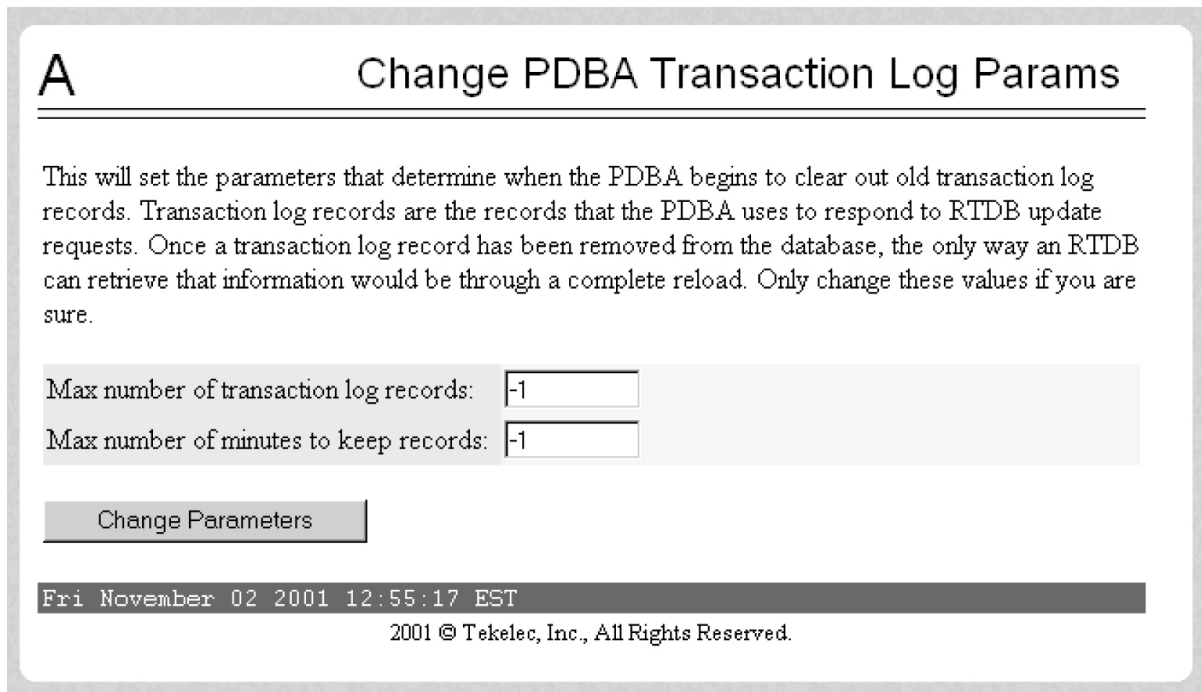 A
Change PDBA Transaction Log Params
This will set the parameters that determine when the PDBA begins to clear out old transaction log
records. Transaction log records are the records that the PDBA uses to respond to RTDB update
requests. Once a transaction log record has been removed from the database, the only way an RTDB
can retrieve that information would be through a complete reload. Only change these values if you are
sure.
Max number of transaction log records: -1
Max number of minutes to keep records: -1
Change Parameters
Fri November 02 2001 12:55:17 EST
2001 © Tekelec, Inc., All Rights Reserved.